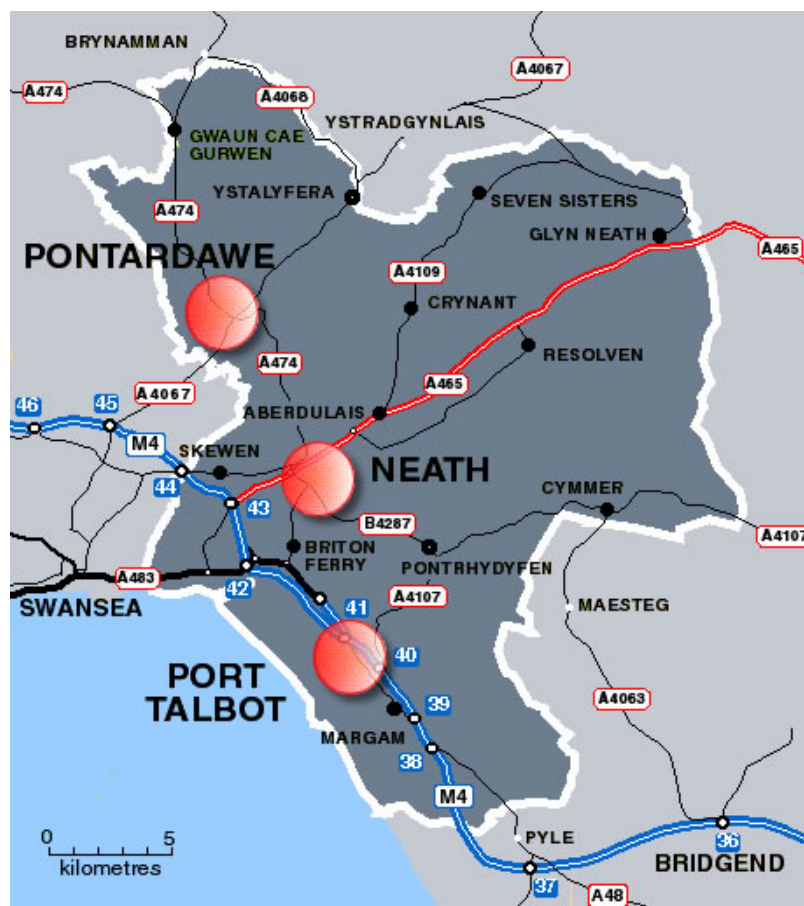 BRYNAMMAN
A4067
A474
A4068
YSTRADGYNLAIS
GWAUN CAE
GURWEN
YSTALYFERA
SEVEN SISTERS
A474
GLYN NEATH
PONTARDAWE
A465
A4109
CRYNANT
A474
RESOLVEN
A4067
A465
46
45
ABERDULAIS
M4
SKEWEN
NEATH
44
CYMMER
43
B4287
A4107
BRITON
FERRY
PONTRHYDYFEN
A483
42
SWANSEA
41
A4107
MAESTEG
40
PORT
TALBOT
39
A4063
MARGAM
38
M4
0 5
kilometres
PYLE
36
BRIDGEND
37
A48